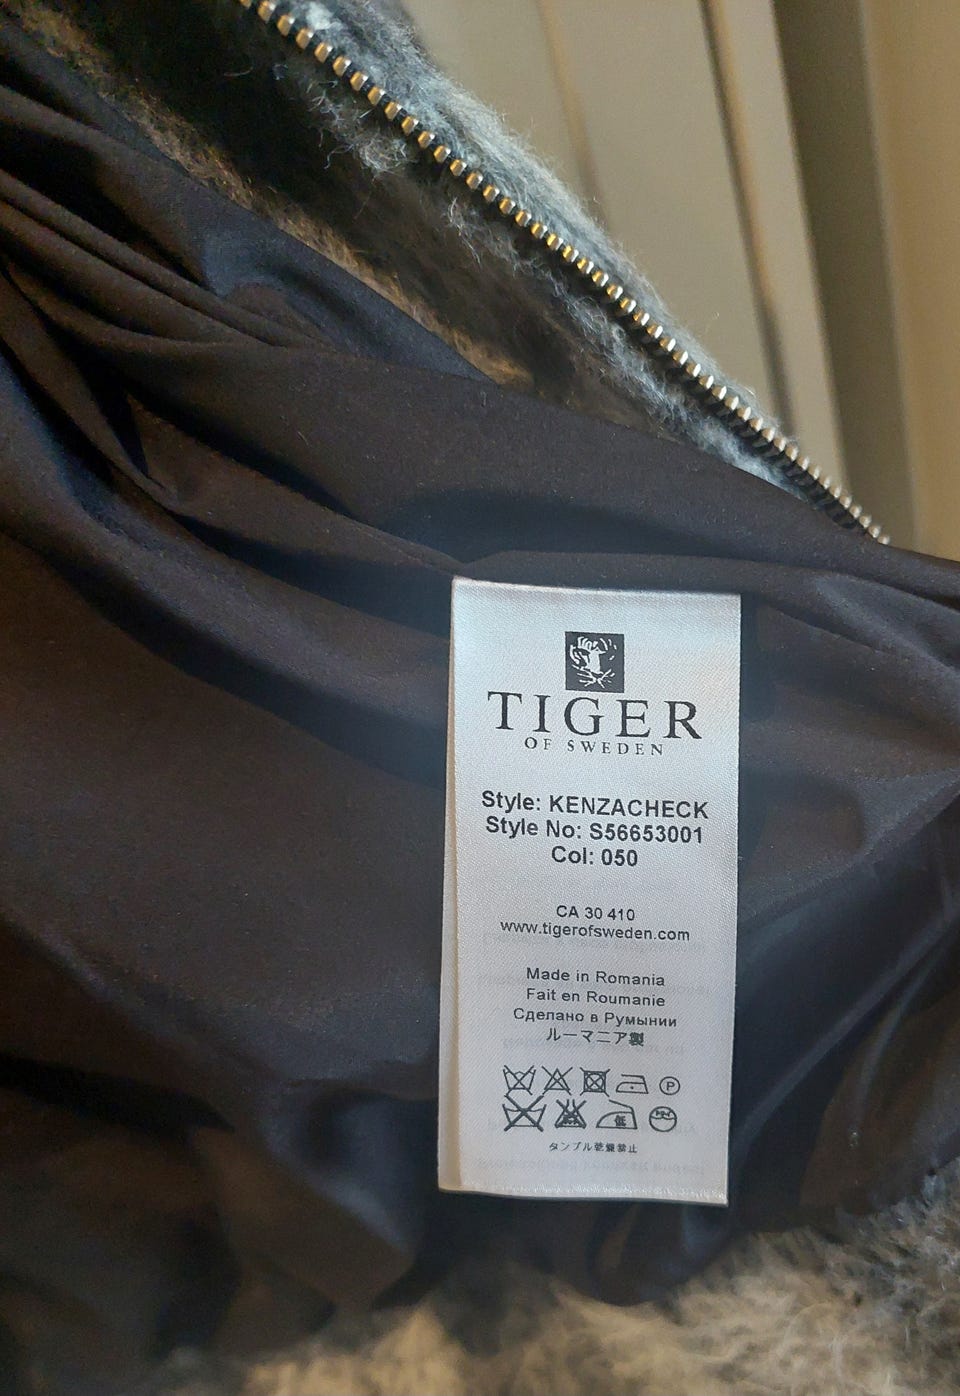 TIGER
OF SWEDEN
Style: KENZACHECK
Style No: S56653001
Col: 050
CA 30 410
www.tigerofsweden.com
Made in Romania
Fait en Roumanie
Сделано в Румынии
ルーマニア製
P
低
タンブル乾燥禁止